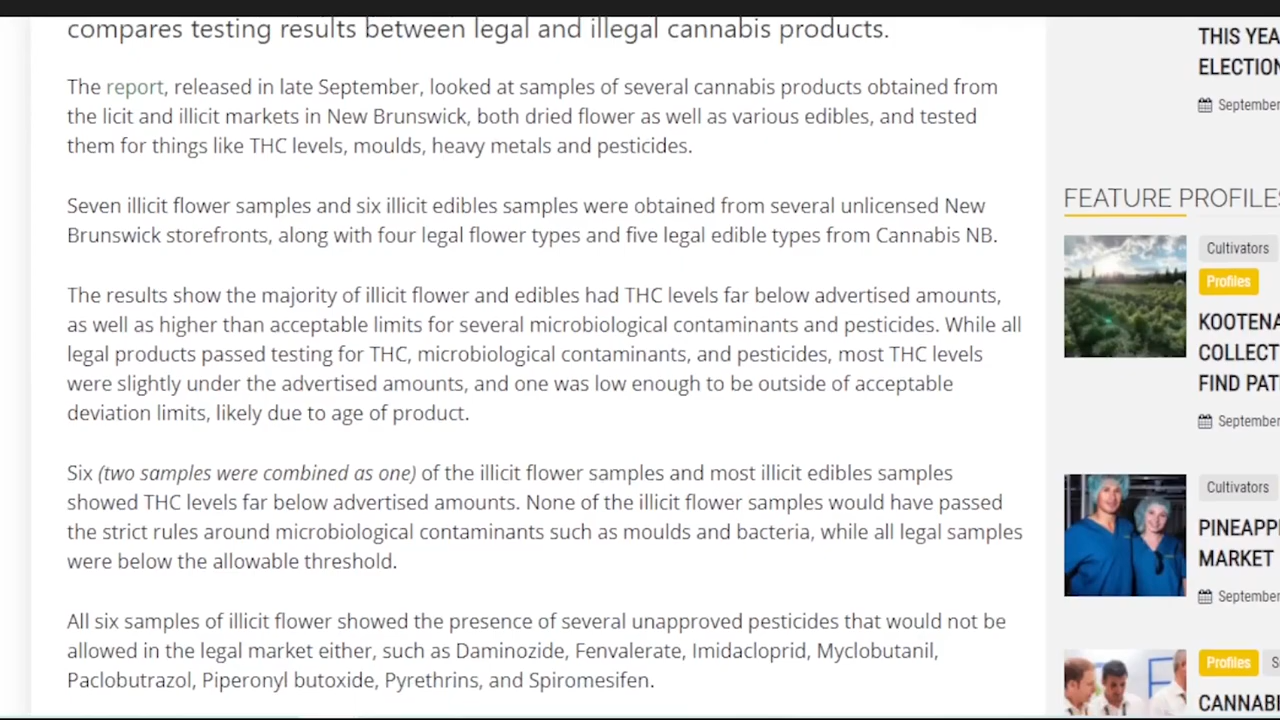 compares testing results between legal and illegal cannabis products.
The report, released in late September, looked at samples of several cannabis products obtained from
the licit and illicit markets in New Brunswick, both dried flower as well as various edibles, and tested
them for things like THC levels, moulds, heavy metals and pesticides.
Seven illicit flower samples and six illicit edibles samples were obtained from several unlicensed New
Brunswick storefronts, along with four legal flower types and five legal edible types from Cannabis NB.
The results show the majority of illicit flower and edibles had THC levels far below advertised amounts,
as well as higher than acceptable limits for several microbiological contaminants and pesticides. While all
legal products passed testing for THC, microbiological contaminants, and pesticides, most THC levels
were slightly under the advertised amounts, and one was low enough to be outside of acceptable
deviation limits, likely due to age of product.
Six (two samples were combined as one) of the illicit flower samples and most illicit edibles samples
showed THC levels far below advertised amounts. None of the illicit flower samples would have passed
the strict rules around microbiological contaminants such as moulds and bacteria, while all legal samples
were below the allowable threshold.
All six samples of illicit flower showed the presence of several unapproved pesticides that would not be
allowed in the legal market either, such as Daminozide, Fenvalerate, Imidacloprid, Myclobutanil,
Paclobutrazol, Piperonyl butoxide, Pyrethrins, and Spiromesifen.
THIS YEA
ELECTION
September
FEATURE PROFILES
Cultivators
Profiles
KOOTENA
COLLECT
FIND PAT
September
Cultivators
PINEAPP
MARKET
September
Profiles
S
CANNABI